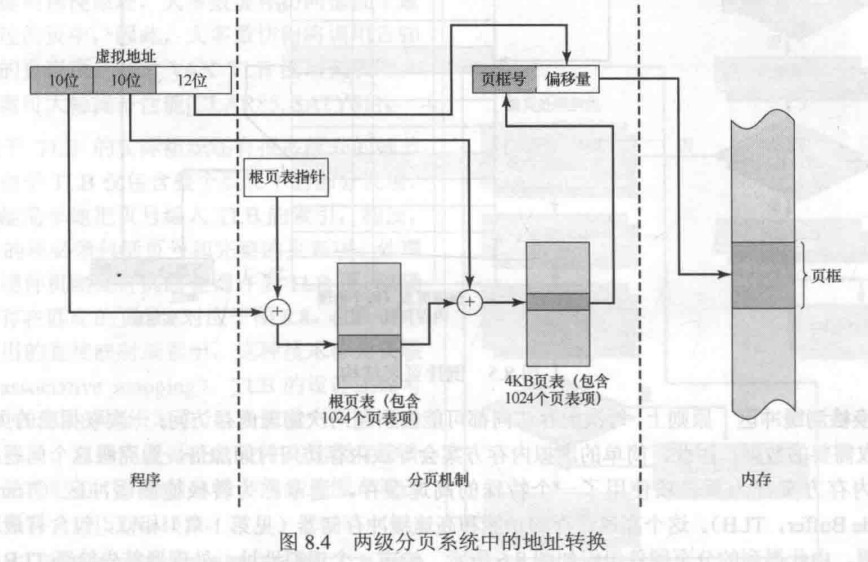 虚拟地址
10位 10位 12位
页框号 偏移量
根页表指针
+
+
页框
根页表（包含
1024个页表项）
4KB页表（包含
1024个页表项）
程序 分页机制 内存
图 8.4 两级分页系统中的地址转换